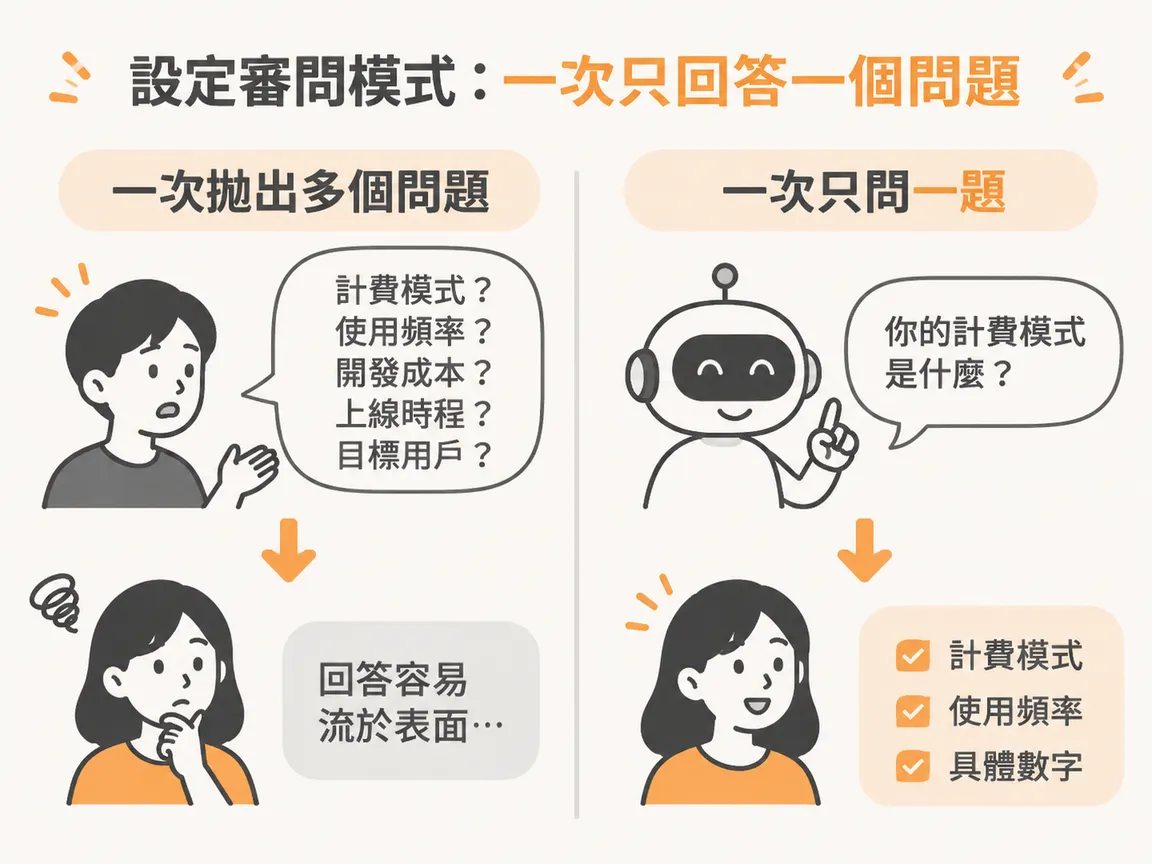 設定審問模式：一次只回答一個問題
一次拋出多個問題
計費模式？
使用頻率？
開發成本？
上線時程？
目標用戶？
回答容易
流於表面…
一次只問一題
你的計費模式
是什麼？
計費模式
使用頻率
具體數字